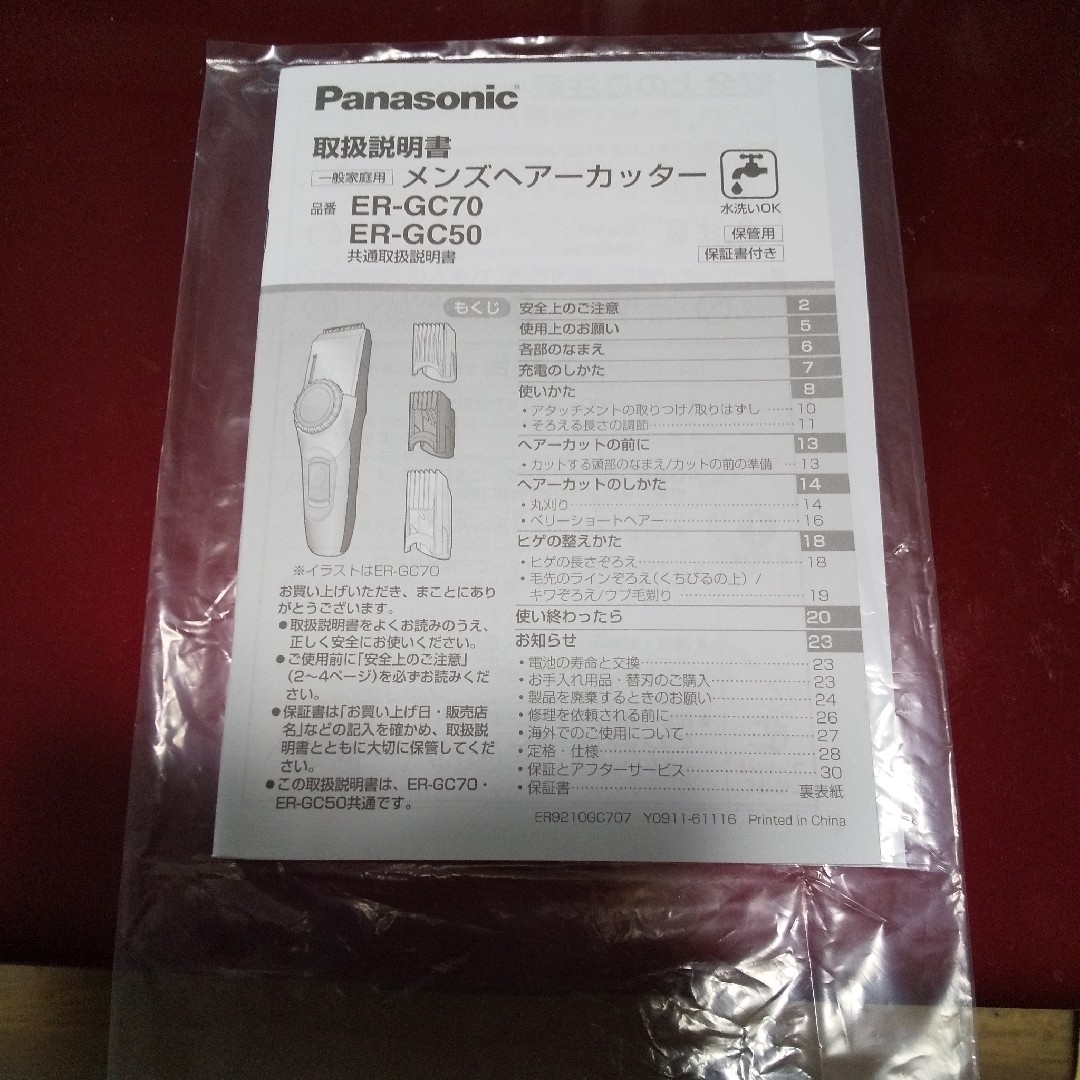 Panasonic
取扱説明書
一般家庭用 メンズヘアーカッター
品番 ER-GC70
ER-GC50
共通取扱説明書
水洗いOK
保管用
保証書付き
もくじ
安全上のご注意 2
使用上のお願い 5
各部のなまえ 6
充電のしかた 7
使いかた 8
・アタッチメントの取りつけ/取りはずし ……10
・そろえる長さの調節……………………11
ヘアーカットの前に 13
・カットする頭部のなまえ/カットの前の準備 …13
ヘアーカットのしかた 14
・丸刈り……………………14
・ベリーショートヘアー……………………16
ヒゲの整えかた 18
・ヒゲの長さぞろえ……………………18
・毛先のラインぞろえ(くちびるの上) /
キワぞろえ/ウブ毛剃り ……………………19
使い終わったら 20
お知らせ 23
・電池の寿命と交換……………………23
・お手入れ用品・替刃のご購入……………………23
・製品を廃棄するときのお願い……………………24
・修理を依頼される前に……………………26
・海外でのご使用について……………………27
・定格・仕様……………………28
・保証とアフターサービス……………………30
・保証書……………………裏表紙
※イラストはER-GC70
お買い上げいただき、まことにあり
がとうございます。
●取扱説明書をよくお読みのうえ、
正しく安全にお使いください。
●ご使用前に「安全上のご注意」
(2〜4ページ)を必ずお読みくだ
さい。
●保証書は「お買い上げ日・販売店
名」などの記入を確かめ、取扱説
明書とともに大切に保管してくだ
さい。
●この取扱説明書は、ER-GC70・
ER-GC50共通です。
ER9210GC707 Y0911-61116 Printed in China